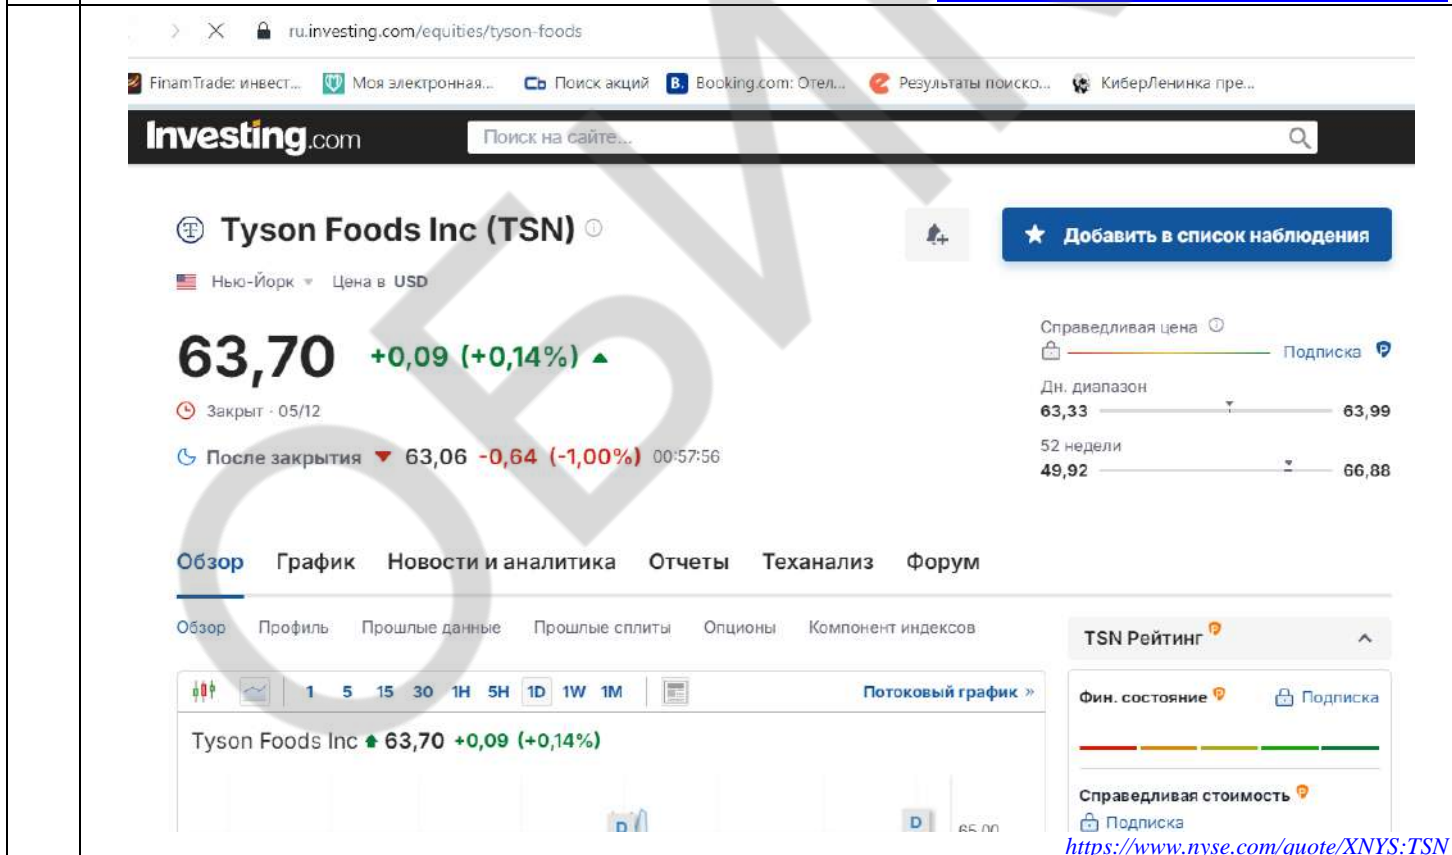 ru.investing.com/equities/tyson-foods
FinamTrade: инвест... Моя электронная... Сь Поиск акций B. Booking.com: Отел... Результаты поиско... КиберЛенинка пре...
Investing.com Поиск на сайте...
Tyson Foods Inc (TSN)
Добавить в список наблюдения
Нью-Йорк Цена в USD
63,70 +0,09 (+0,14%)
Закрыт · 05/12
После закрытия 63,06 -0,64 (-1,00%) 00:57:56
Справедливая цена
Подписка
Дн. диапазон
63,33 63,99
52 недели
49,92 66,88
Обзор График Новости и аналитика Отчеты Теханализ Форум
Обзор Профиль Прошлые данные Прошлые сплиты Опционы Компонент индексов
TSN Рейтинг
1 5 15 30 1H 5H 1D 1W 1M Потоковый график »
Фин. состояние Подписка
Tyson Foods Inc 63,70 +0,09 (+0,14%)
Справедливая стоимость
Подписка
D D 65,00
https://www.nyse.com/quote/XNYS:TSN